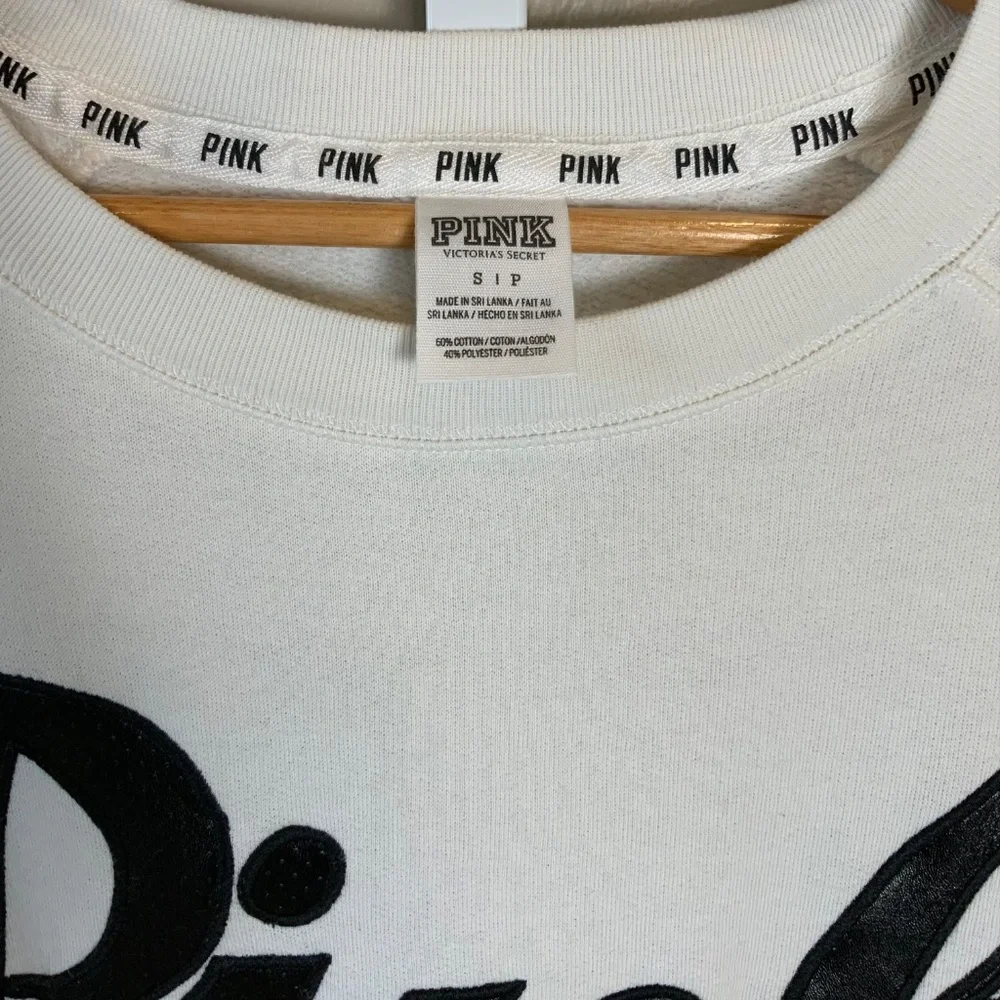 PINK PINK PINK PINK PINK PINK PINK PINK
PINK
VICTORIA'S SECRET
S | P
MADE IN SRI LANKA / FAIT AU
SRI LANKA / HECHO EN SRI LANKA
60% COTTON / COTON / ALGODÓN
40% POLYESTER / POLIÉSTER
Pink